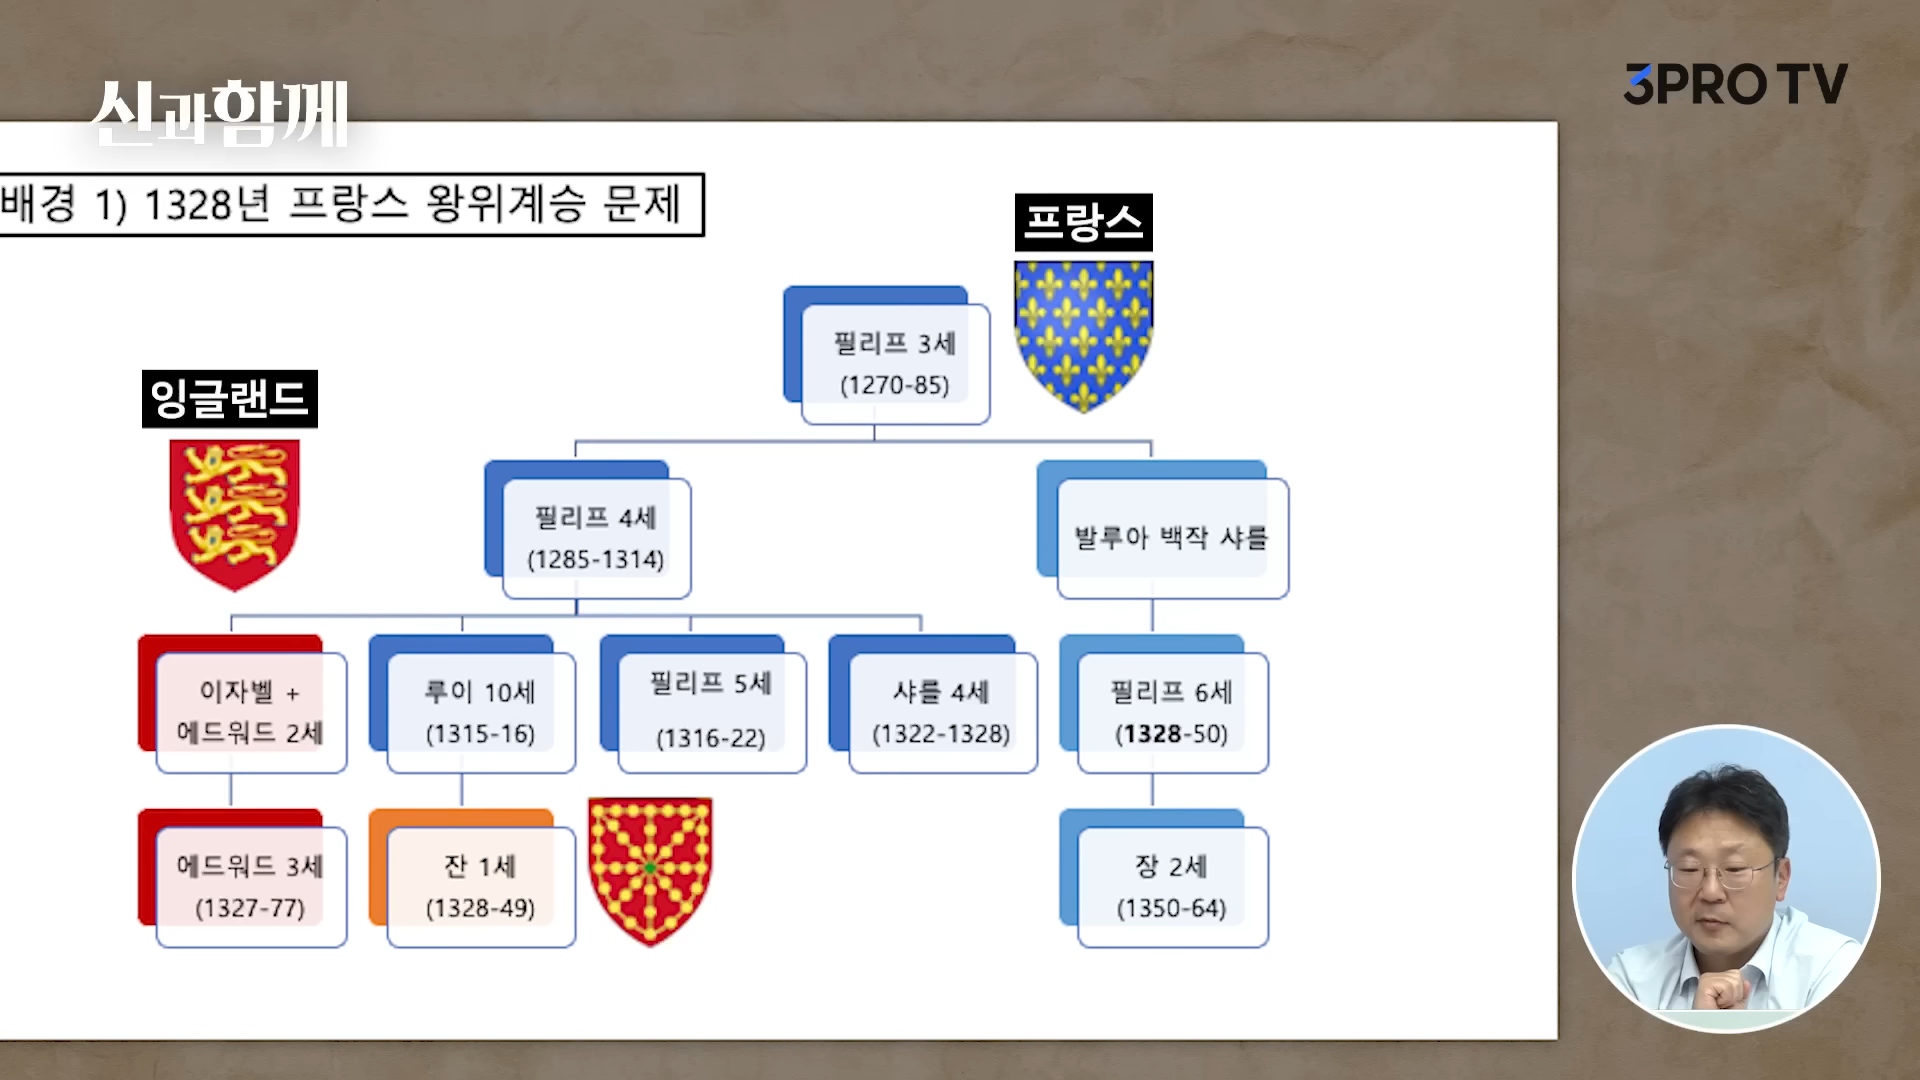 신과함께
3PRO TV
배경 1) 1328년 프랑스 왕위계승 문제
프랑스
필리프 3세
(1270-85)
잉글랜드
필리프 4세
(1285-1314)
발루아 백작 샤를
이자벨 +
에드워드 2세
루이 10세
(1315-16)
필리프 5세
(1316-22)
샤를 4세
(1322-1328)
필리프 6세
(1328-50)
에드워드 3세
(1327-77)
잔 1세
(1328-49)
장 2세
(1350-64)